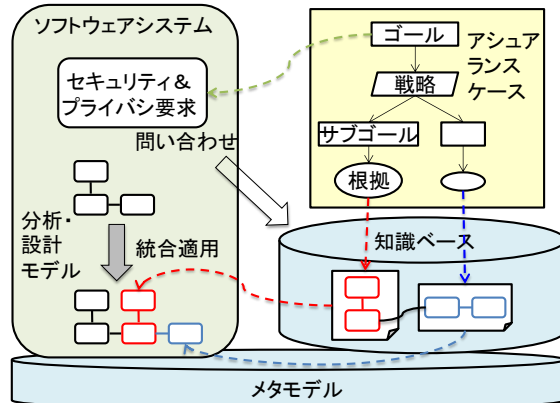 ソフトウェアシステム
セキュリティ＆
プライバシ要求
問い合わせ
分析・
設計
モデル
統合適用
ゴール
アシュア
ランス
ケース
戦略
サブゴール
根拠
知識ベース
メタモデル